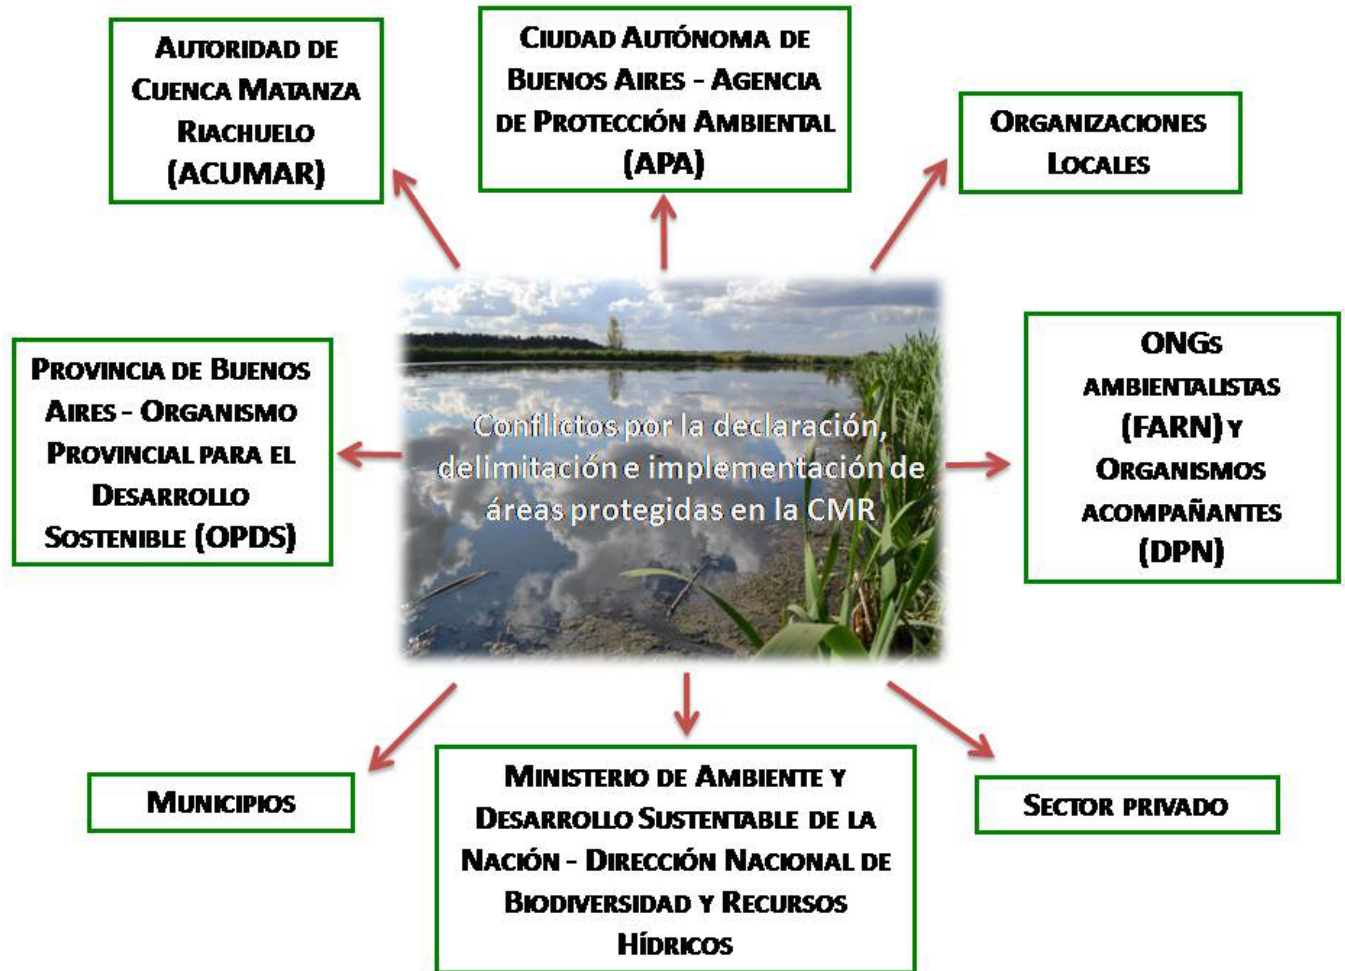 AUTORIDAD DE
CUENCA MATANZA
RIACHUELO
(ACUMAR)
CIUDAD AUTÓNOMA DE
BUENOS AIRES - AGENCIA
DE PROTECCIÓN AMBIENTAL
(APA)
ORGANIZACIONES
LOCALES
PROVINCIA DE BUENOS
AIRES - ORGANISMO
PROVINCIAL PARA EL
DESARROLLO
SOSTENIBLE (OPDS)
Conflictos por la declaración,
delimitación e implementación de
áreas protegidas en la CMR
ONGS
AMBIENTALISTAS
(FARN) Y
ORGANISMOS
ACOMPAÑANTES
(DPN)
MUNICIPIOS
MINISTERIO DE AMBIENTE Y
DESARROLLO SUSTENTABLE DE LA
NACIÓN - DIRECCIÓN NACIONAL DE
BIODIVERSIDAD Y RECURSOS
HÍDRICOS
SECTOR PRIVADO